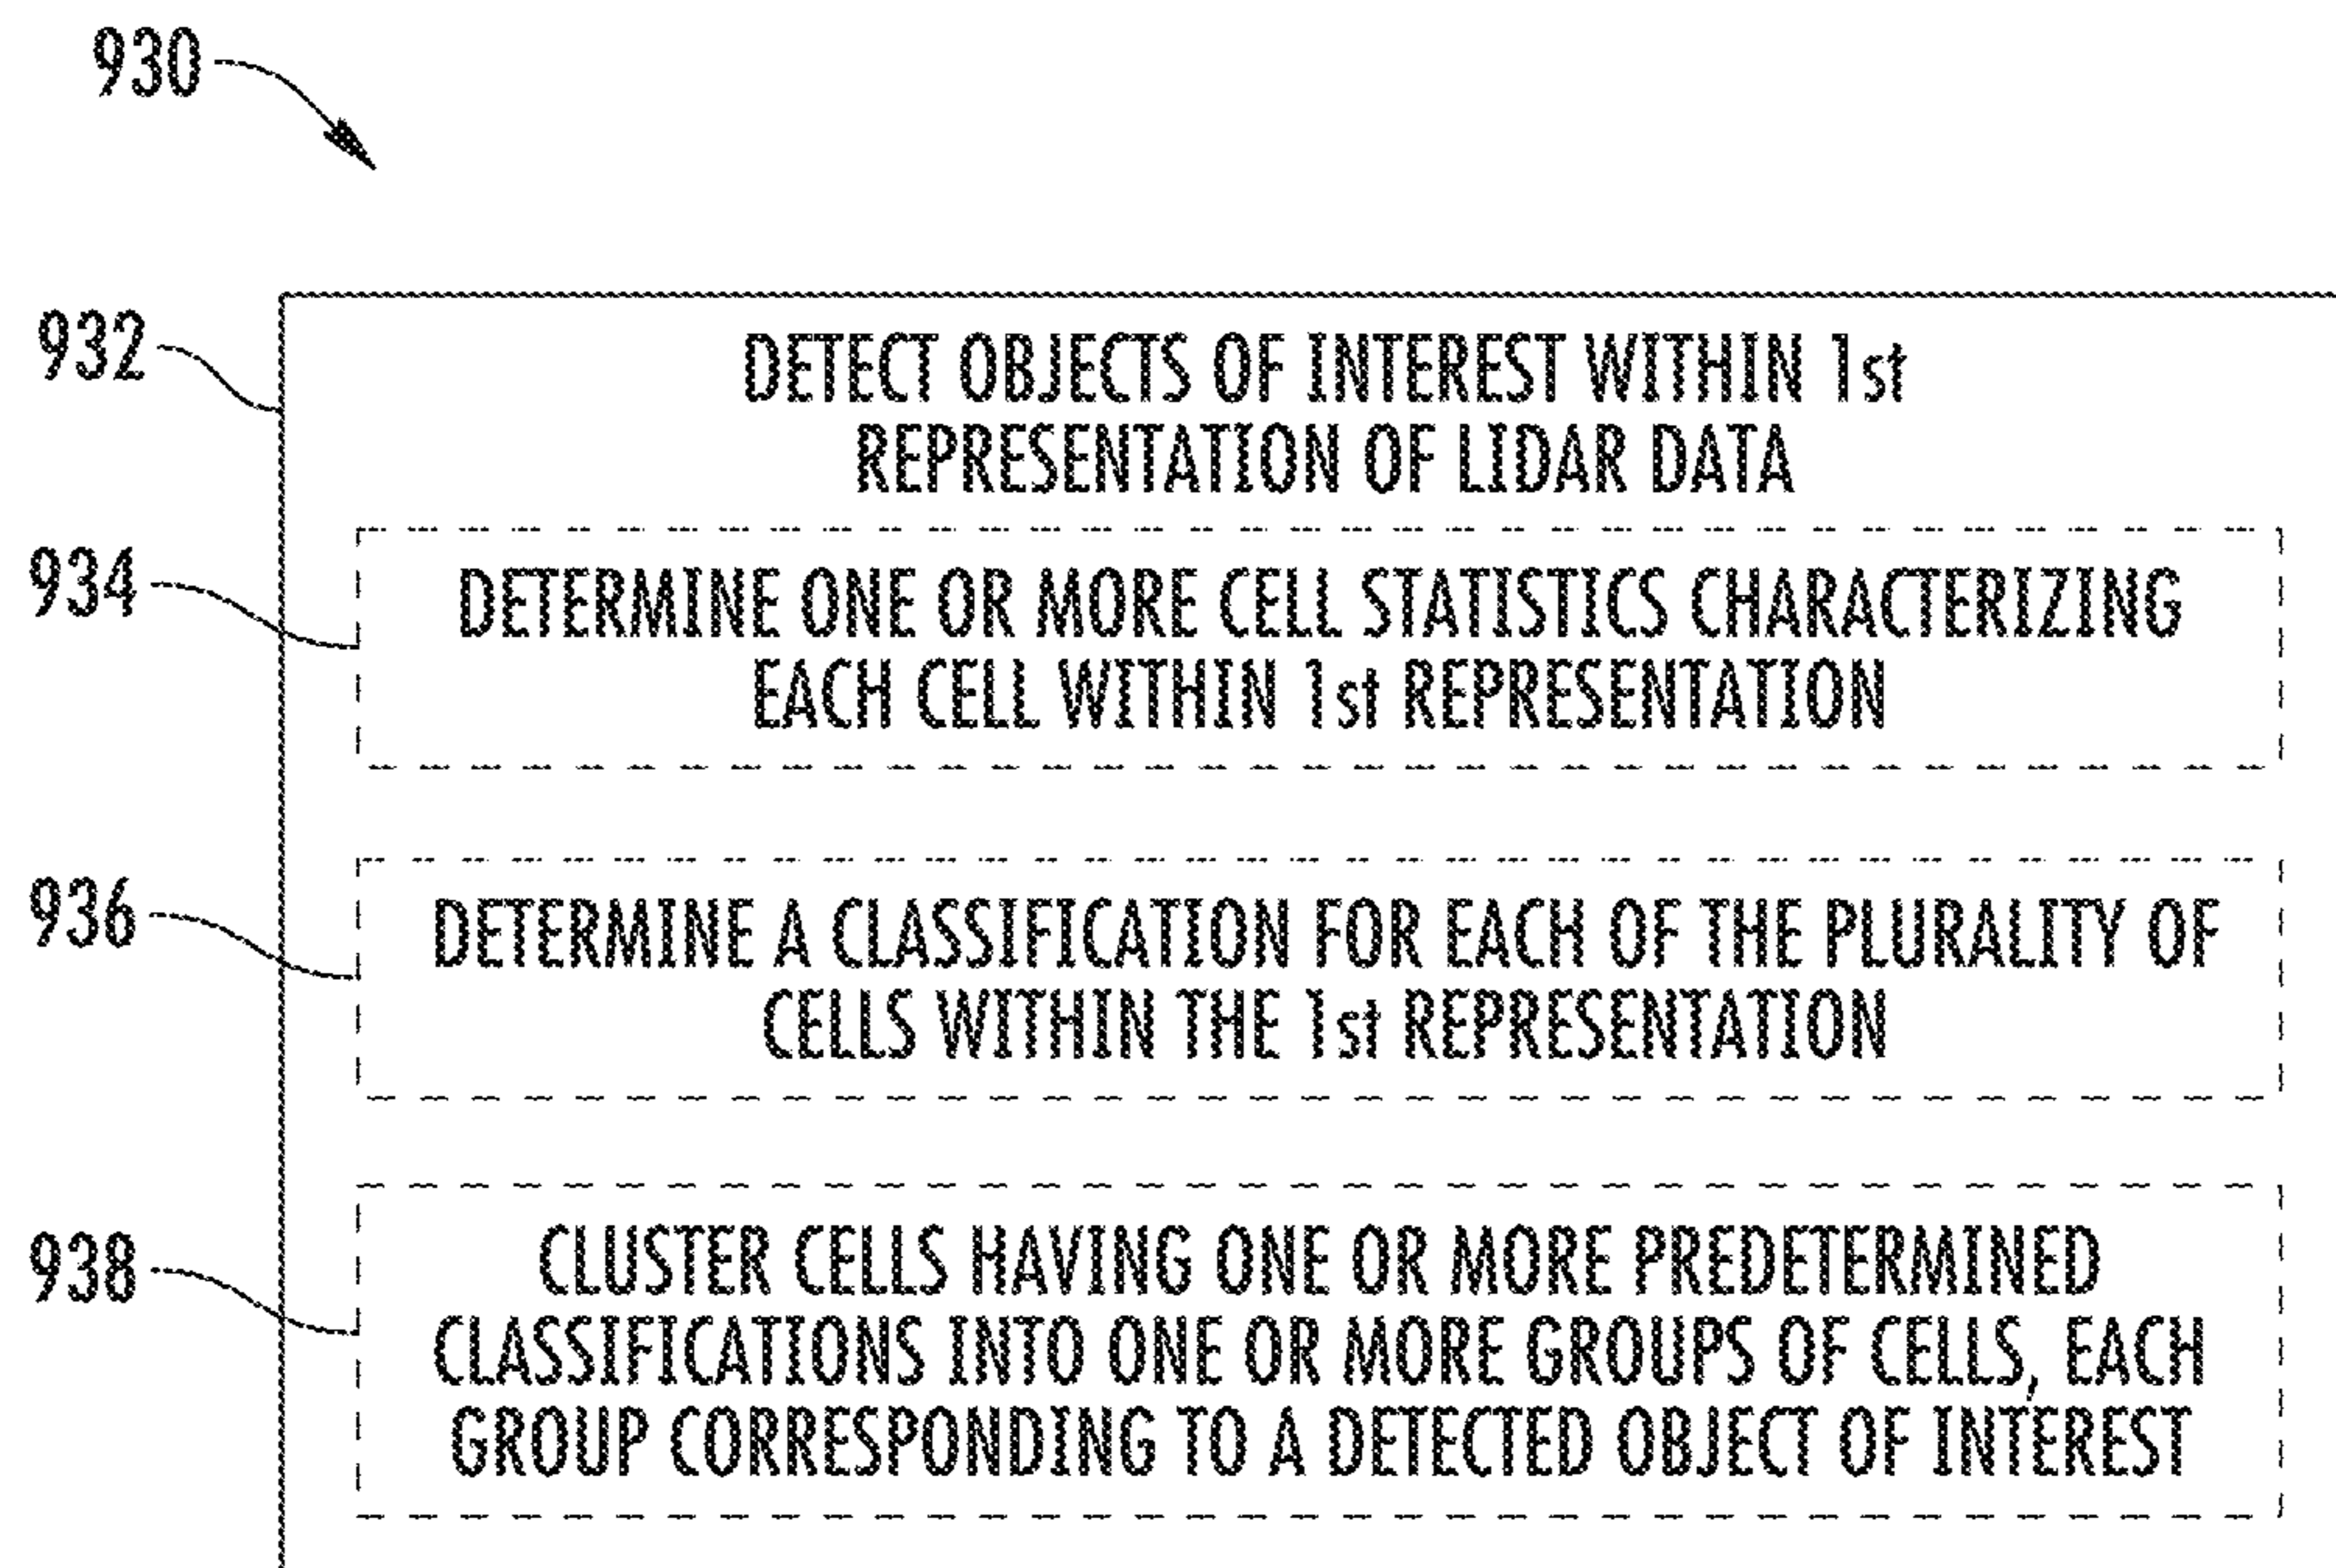 930
932
DETECT OBJECTS OF INTEREST WITHIN 1st
REPRESENTATION OF LIDAR DATA
934
DETERMINE ONE OR MORE CELL STATISTICS CHARACTERIZING
EACH CELL WITHIN 1st REPRESENTATION
936
DETERMINE A CLASSIFICATION FOR EACH OF THE PLURALITY OF
CELLS WITHIN THE 1st REPRESENTATION
938
CLUSTER CELLS HAVING ONE OR MORE PREDETERMINED
CLASSIFICATIONS INTO ONE OR MORE GROUPS OF CELLS, EACH
GROUP CORRESPONDING TO A DETECTED OBJECT OF INTEREST